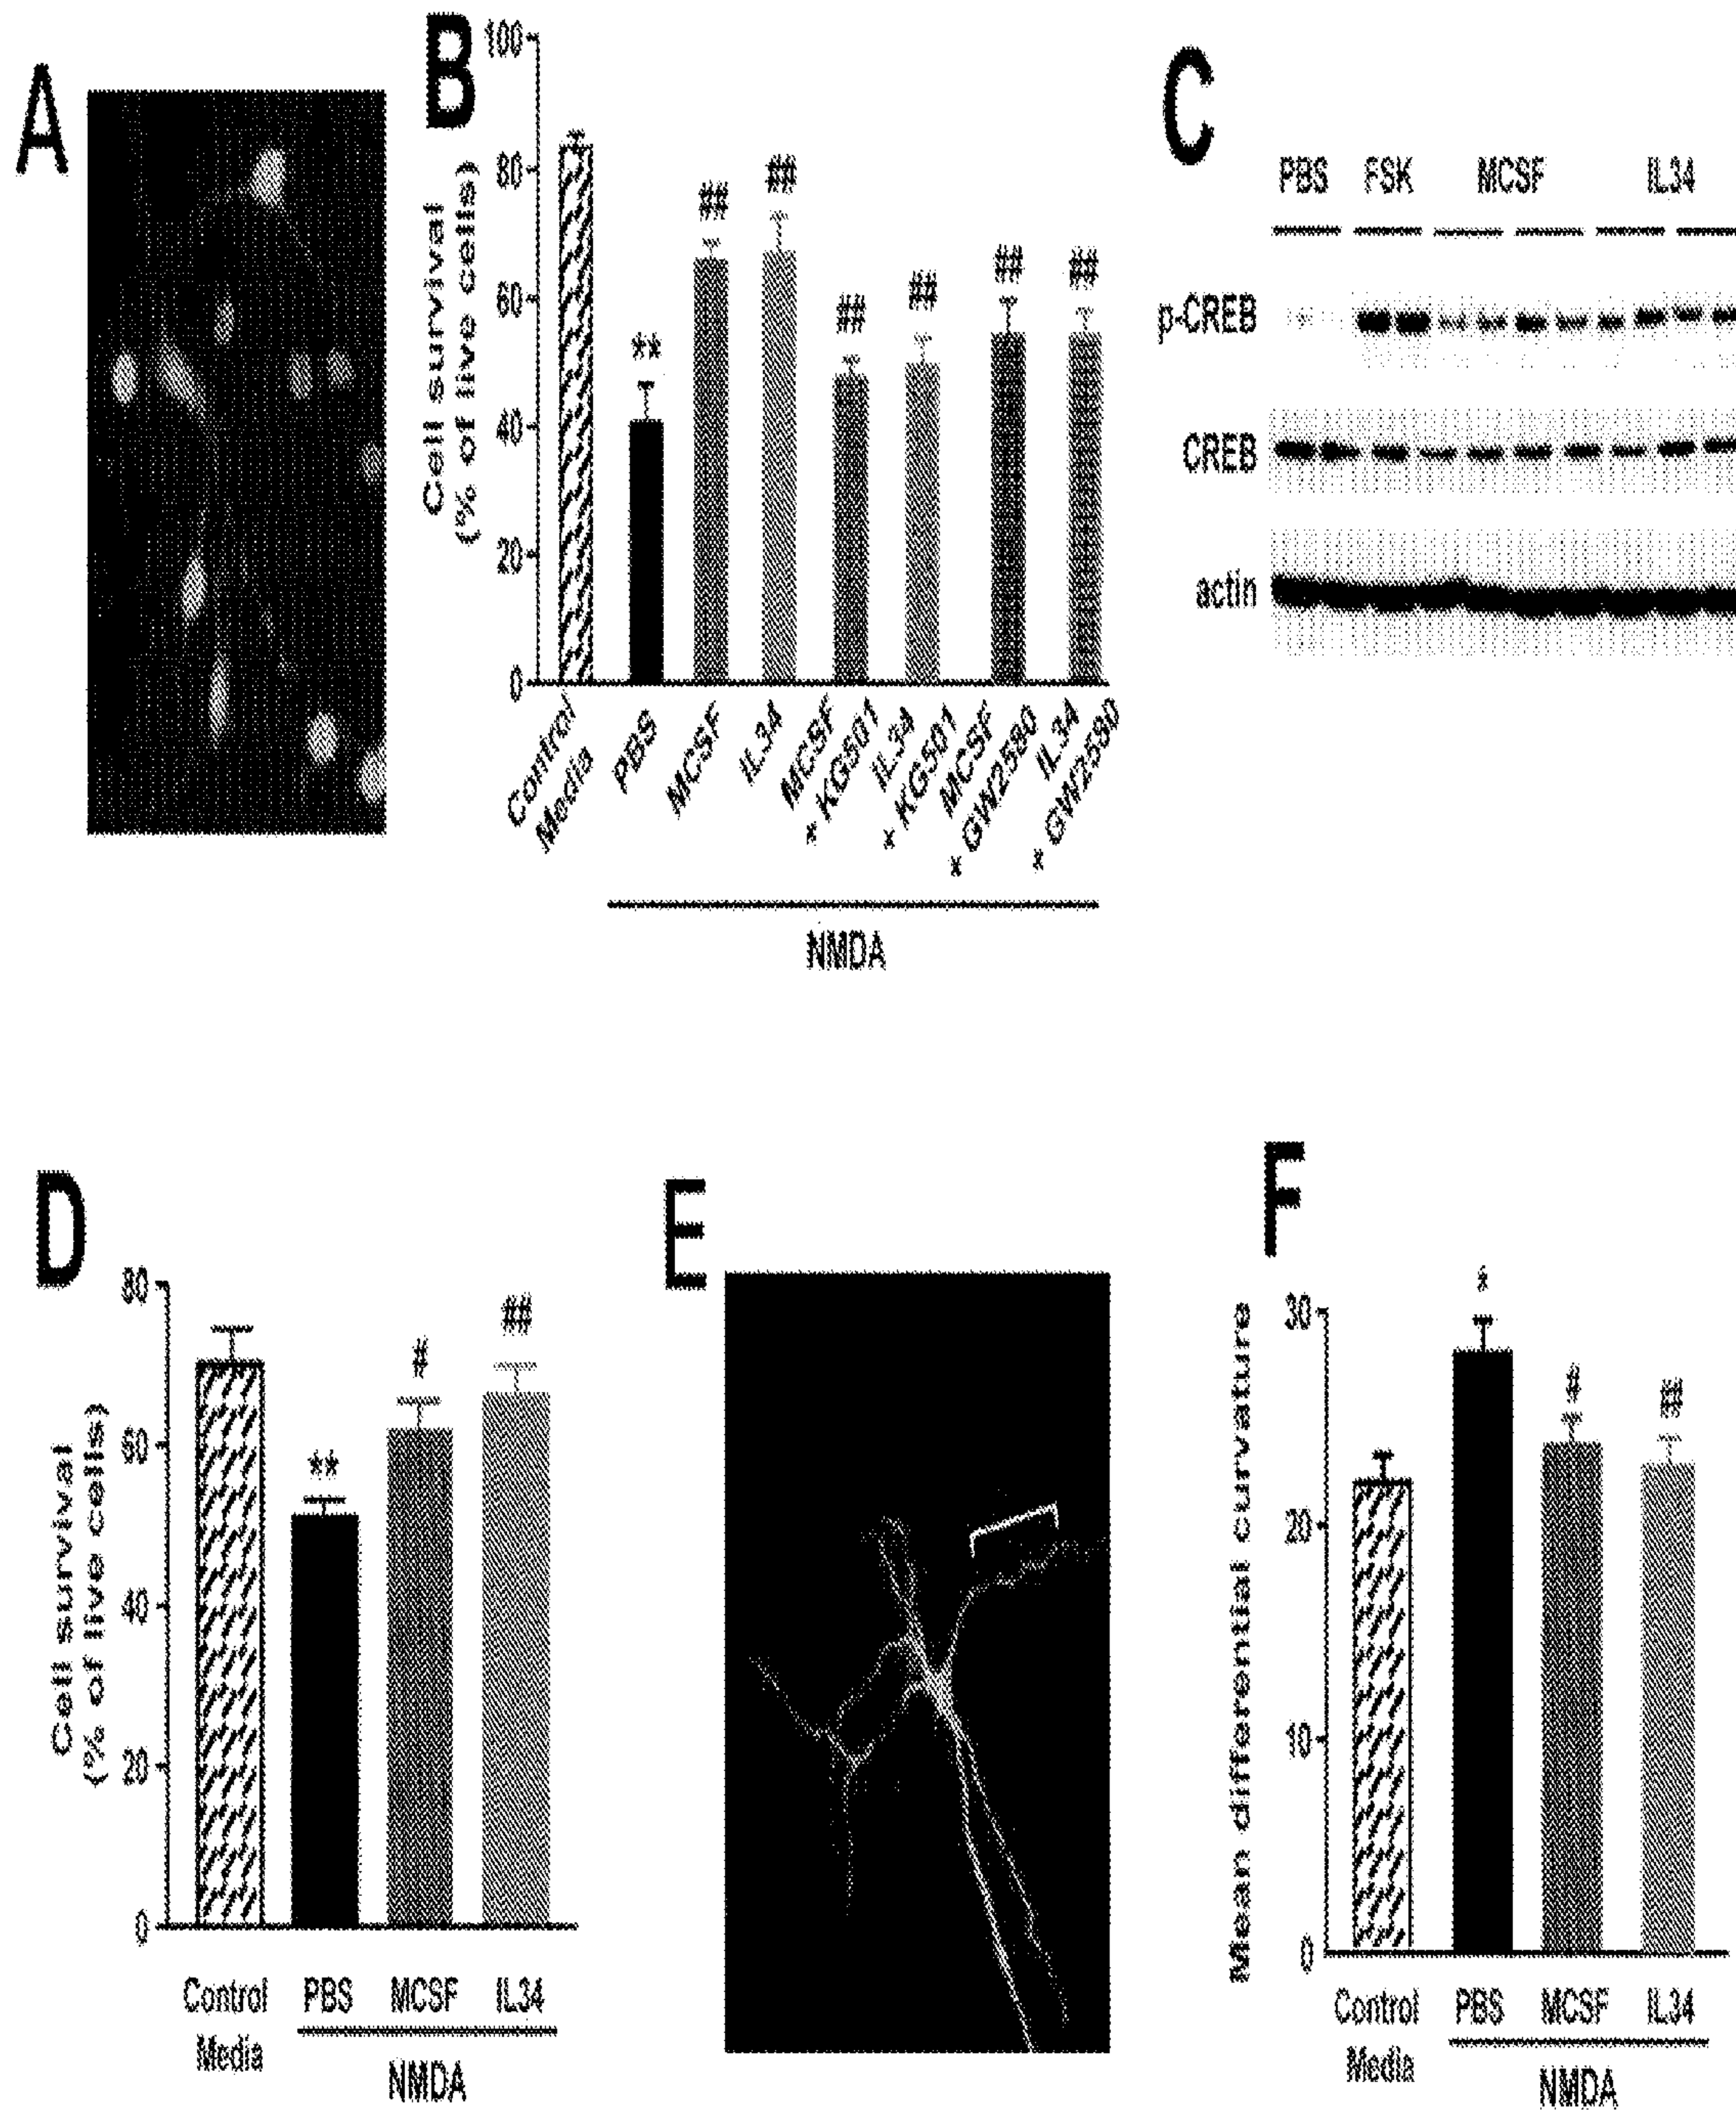 A
B
100
80
60
40
20
0
Cell survival
(% of live cells)
**
##
##
##
##
##
##
Control
Media
PBS
MCSF
IL34
MCSF
+ KG501
IL34
+ KG501
MCSF
+ GW2580
IL34
+ GW2580
NMDA
C
PBS FSK MCSF IL34
p-CREB
CREB
actin
D
80
60
40
20
0
Cell survival
(% of live cells)
**
#
##
Control PBS MCSF IL34
Media
NMDA
E
F
30
20
10
0
Mean differential curvature
*
#
##
Control PBS MCSF IL34
Media
NMDA